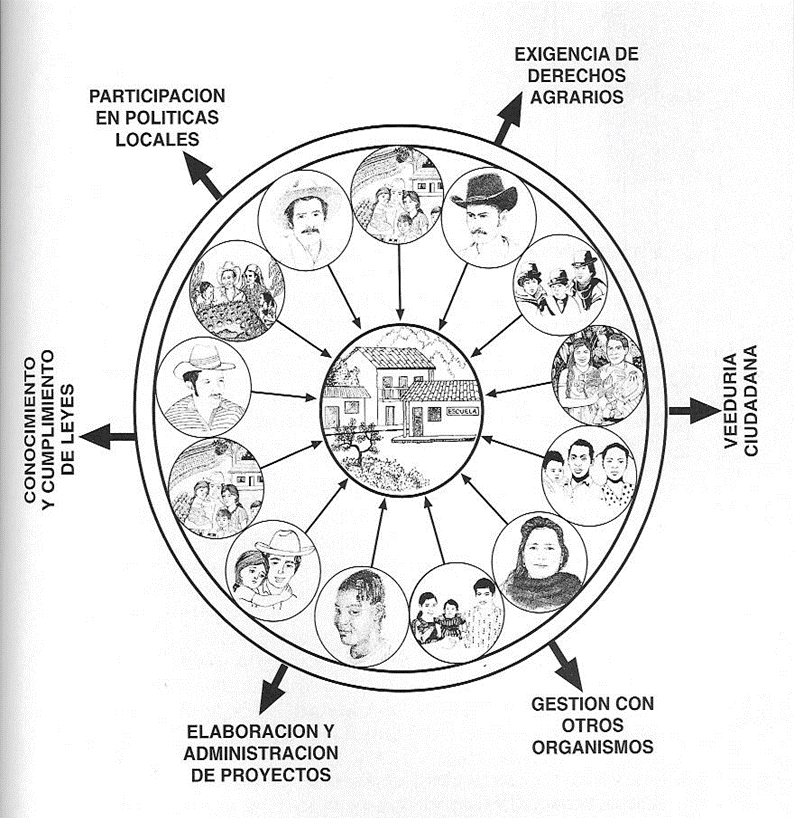 EXIGENCIA DE
DERECHOS
AGRARIOS
PARTICIPACION
EN POLITICAS
LOCALES
ESCUELA
CONOCIMIENTO
Y CUMPLIMIENTO
DE LEYES
VEEDURIA
CIUDADANA
GESTION CON
OTROS
ORGANISMOS
ELABORACION Y
ADMINISTRACION
DE PROYECTOS